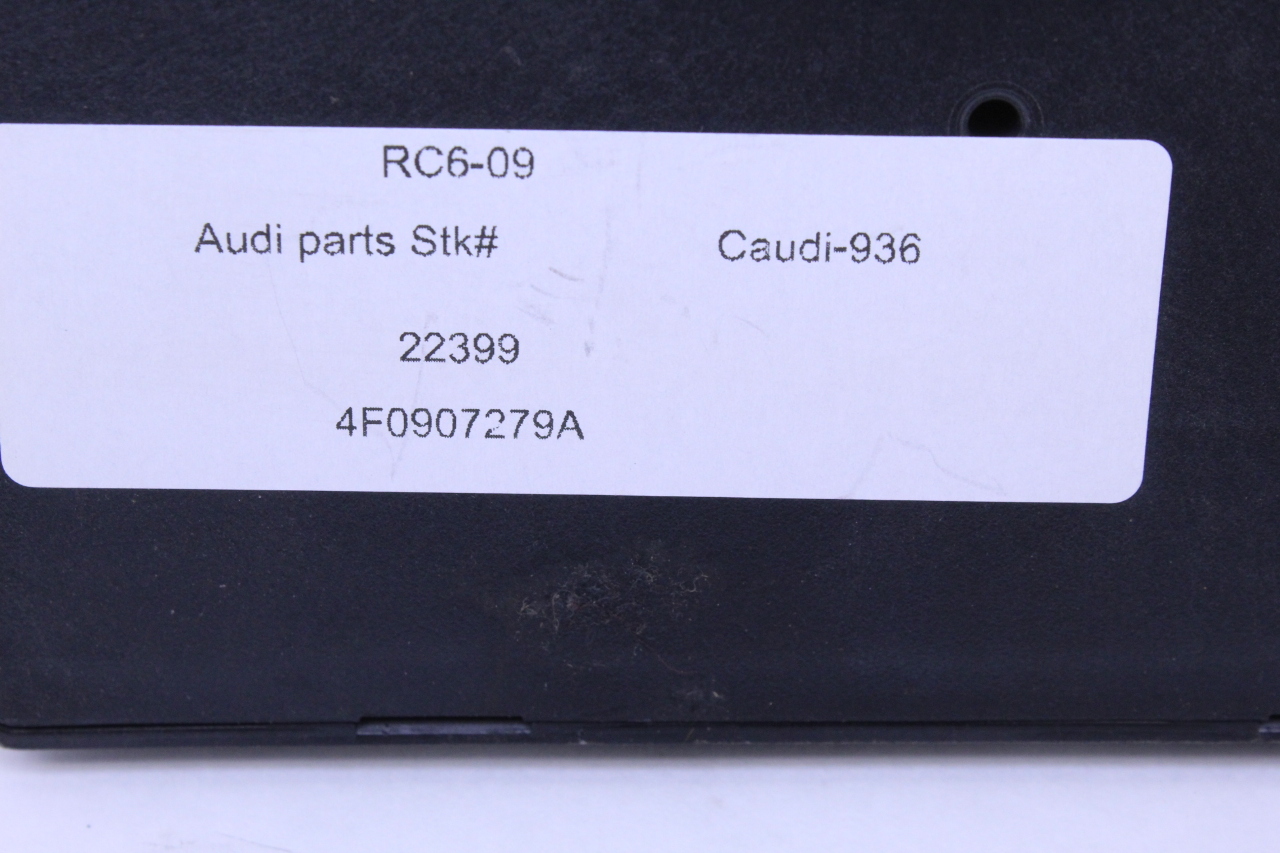 RC6-09
Audi parts Stk# Caudi-936
22399
4F0907279A